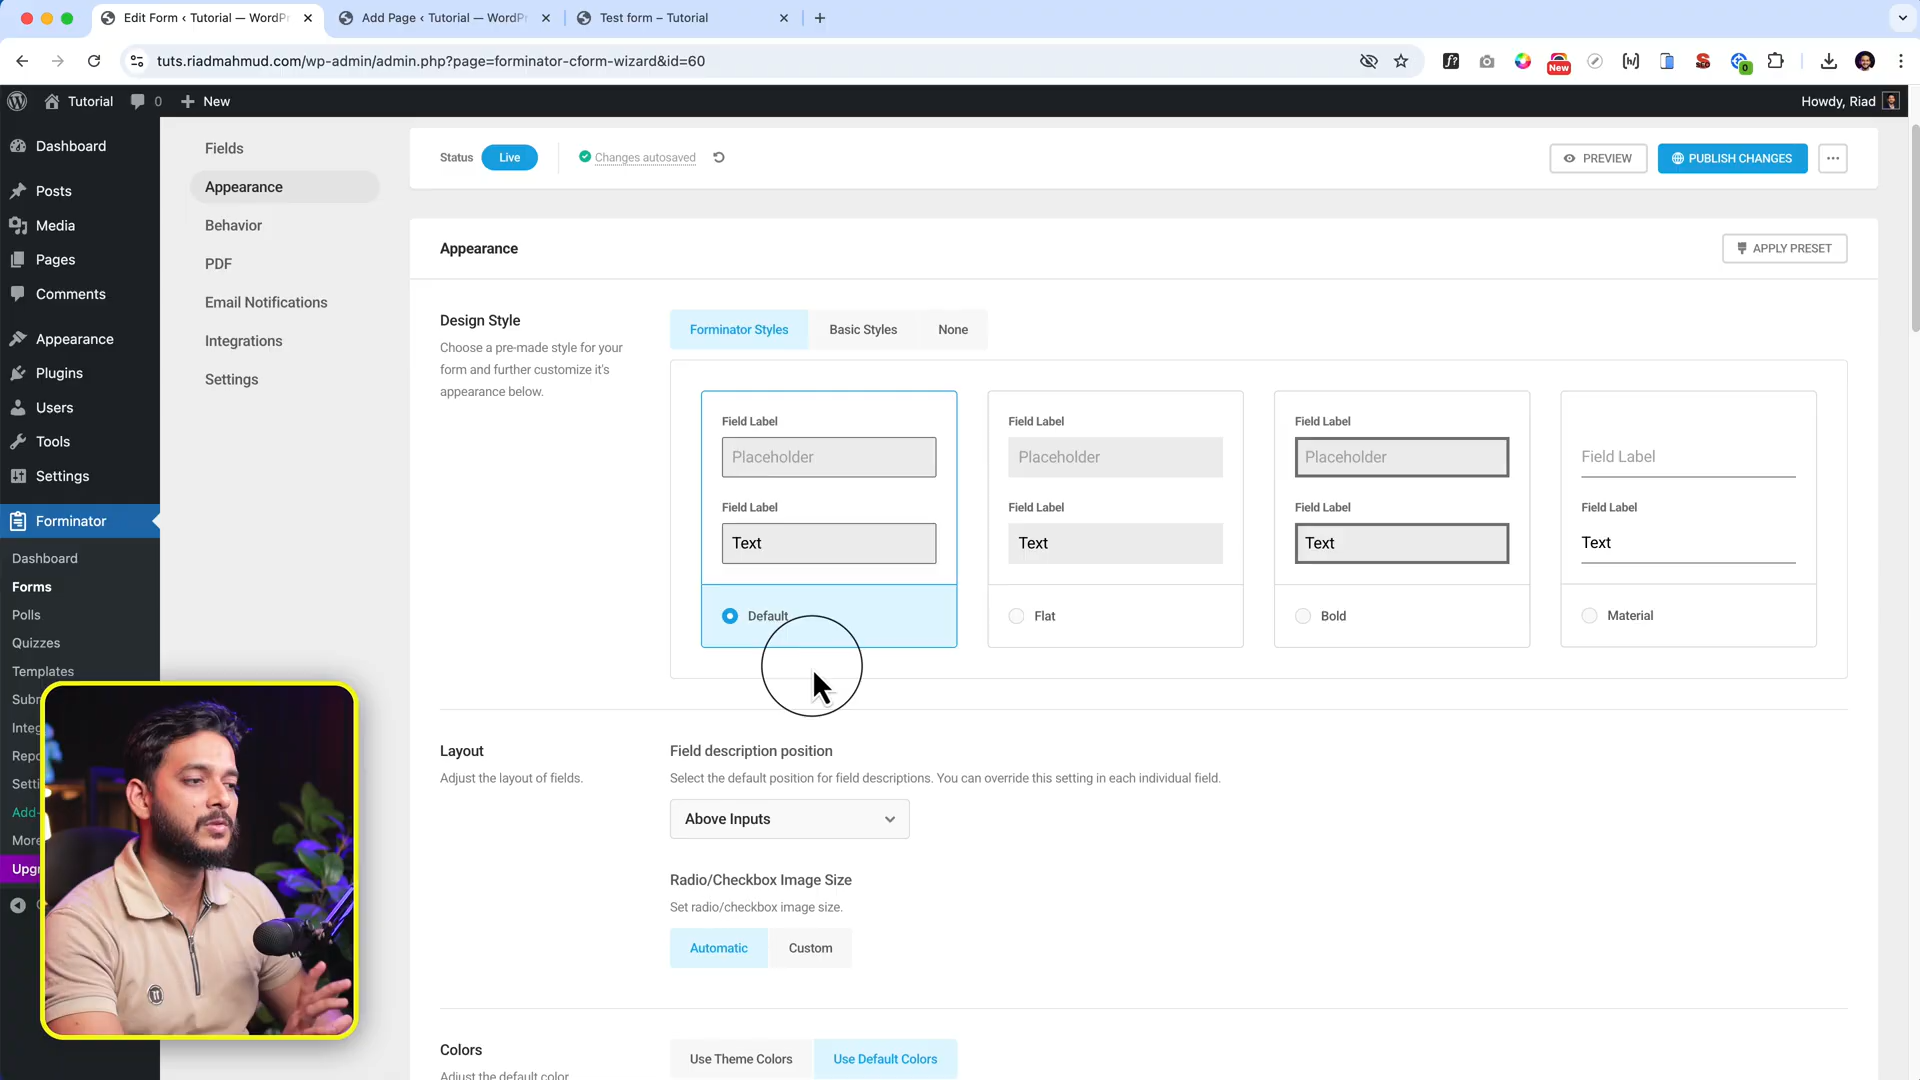 Edit Form ‹ Tutorial — WordPr
Add Page ‹ Tutorial — WordPr
Test form – Tutorial
tuts.riadmahmud.com/wp-admin/admin.php?page=forminator-cform-wizard&id=60
New
0
Tutorial
0
New
Howdy, Riad
Dashboard
Posts
Media
Pages
Comments
Appearance
Plugins
Users
Tools
Settings
Forminator
Dashboard
Forms
Polls
Quizzes
Templates
Subm
Integ
Repo
Setti
Add-
More
Upgr
Fields
Appearance
Behavior
PDF
Email Notifications
Integrations
Settings
Status
Live
Changes autosaved
PREVIEW
PUBLISH CHANGES
Appearance
APPLY PRESET
Design Style
Choose a pre-made style for your
form and further customize it's
appearance below.
Forminator Styles
Basic Styles
None
Field Label
Placeholder
Field Label
Text
Default
Field Label
Placeholder
Field Label
Text
Flat
Field Label
Placeholder
Field Label
Text
Bold
Field Label
Field Label
Text
Material
Layout
Adjust the layout of fields.
Field description position
Select the default position for field descriptions. You can override this setting in each individual field.
Above Inputs
Radio/Checkbox Image Size
Set radio/checkbox image size.
Automatic
Custom
Colors
Adjust the default color
Use Theme Colors
Use Default Colors